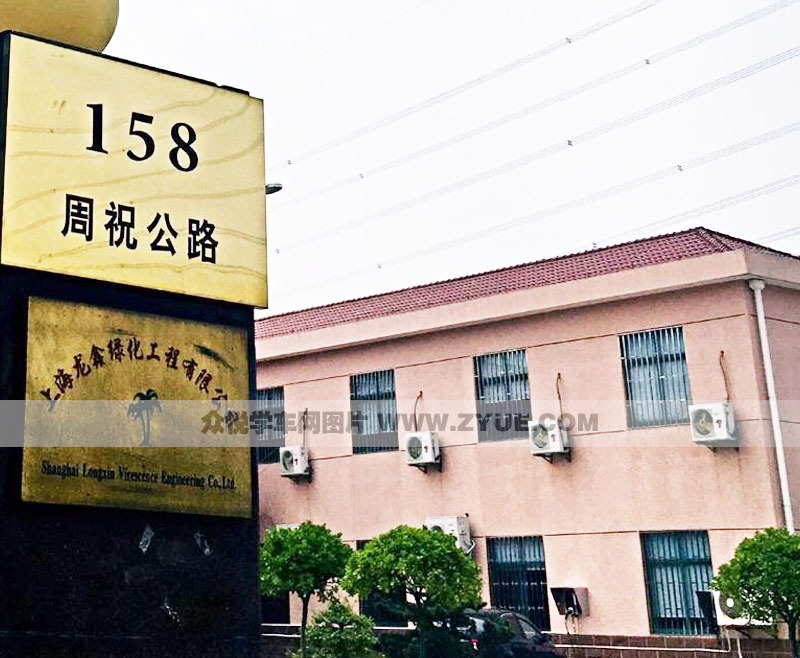 158
周祝公路
上海龙鑫绿化工程有限公
Shanghai Longxin Virescence Engineering Co.,Ltd.
众悦学车网图片 WWW.ZYUE.COM